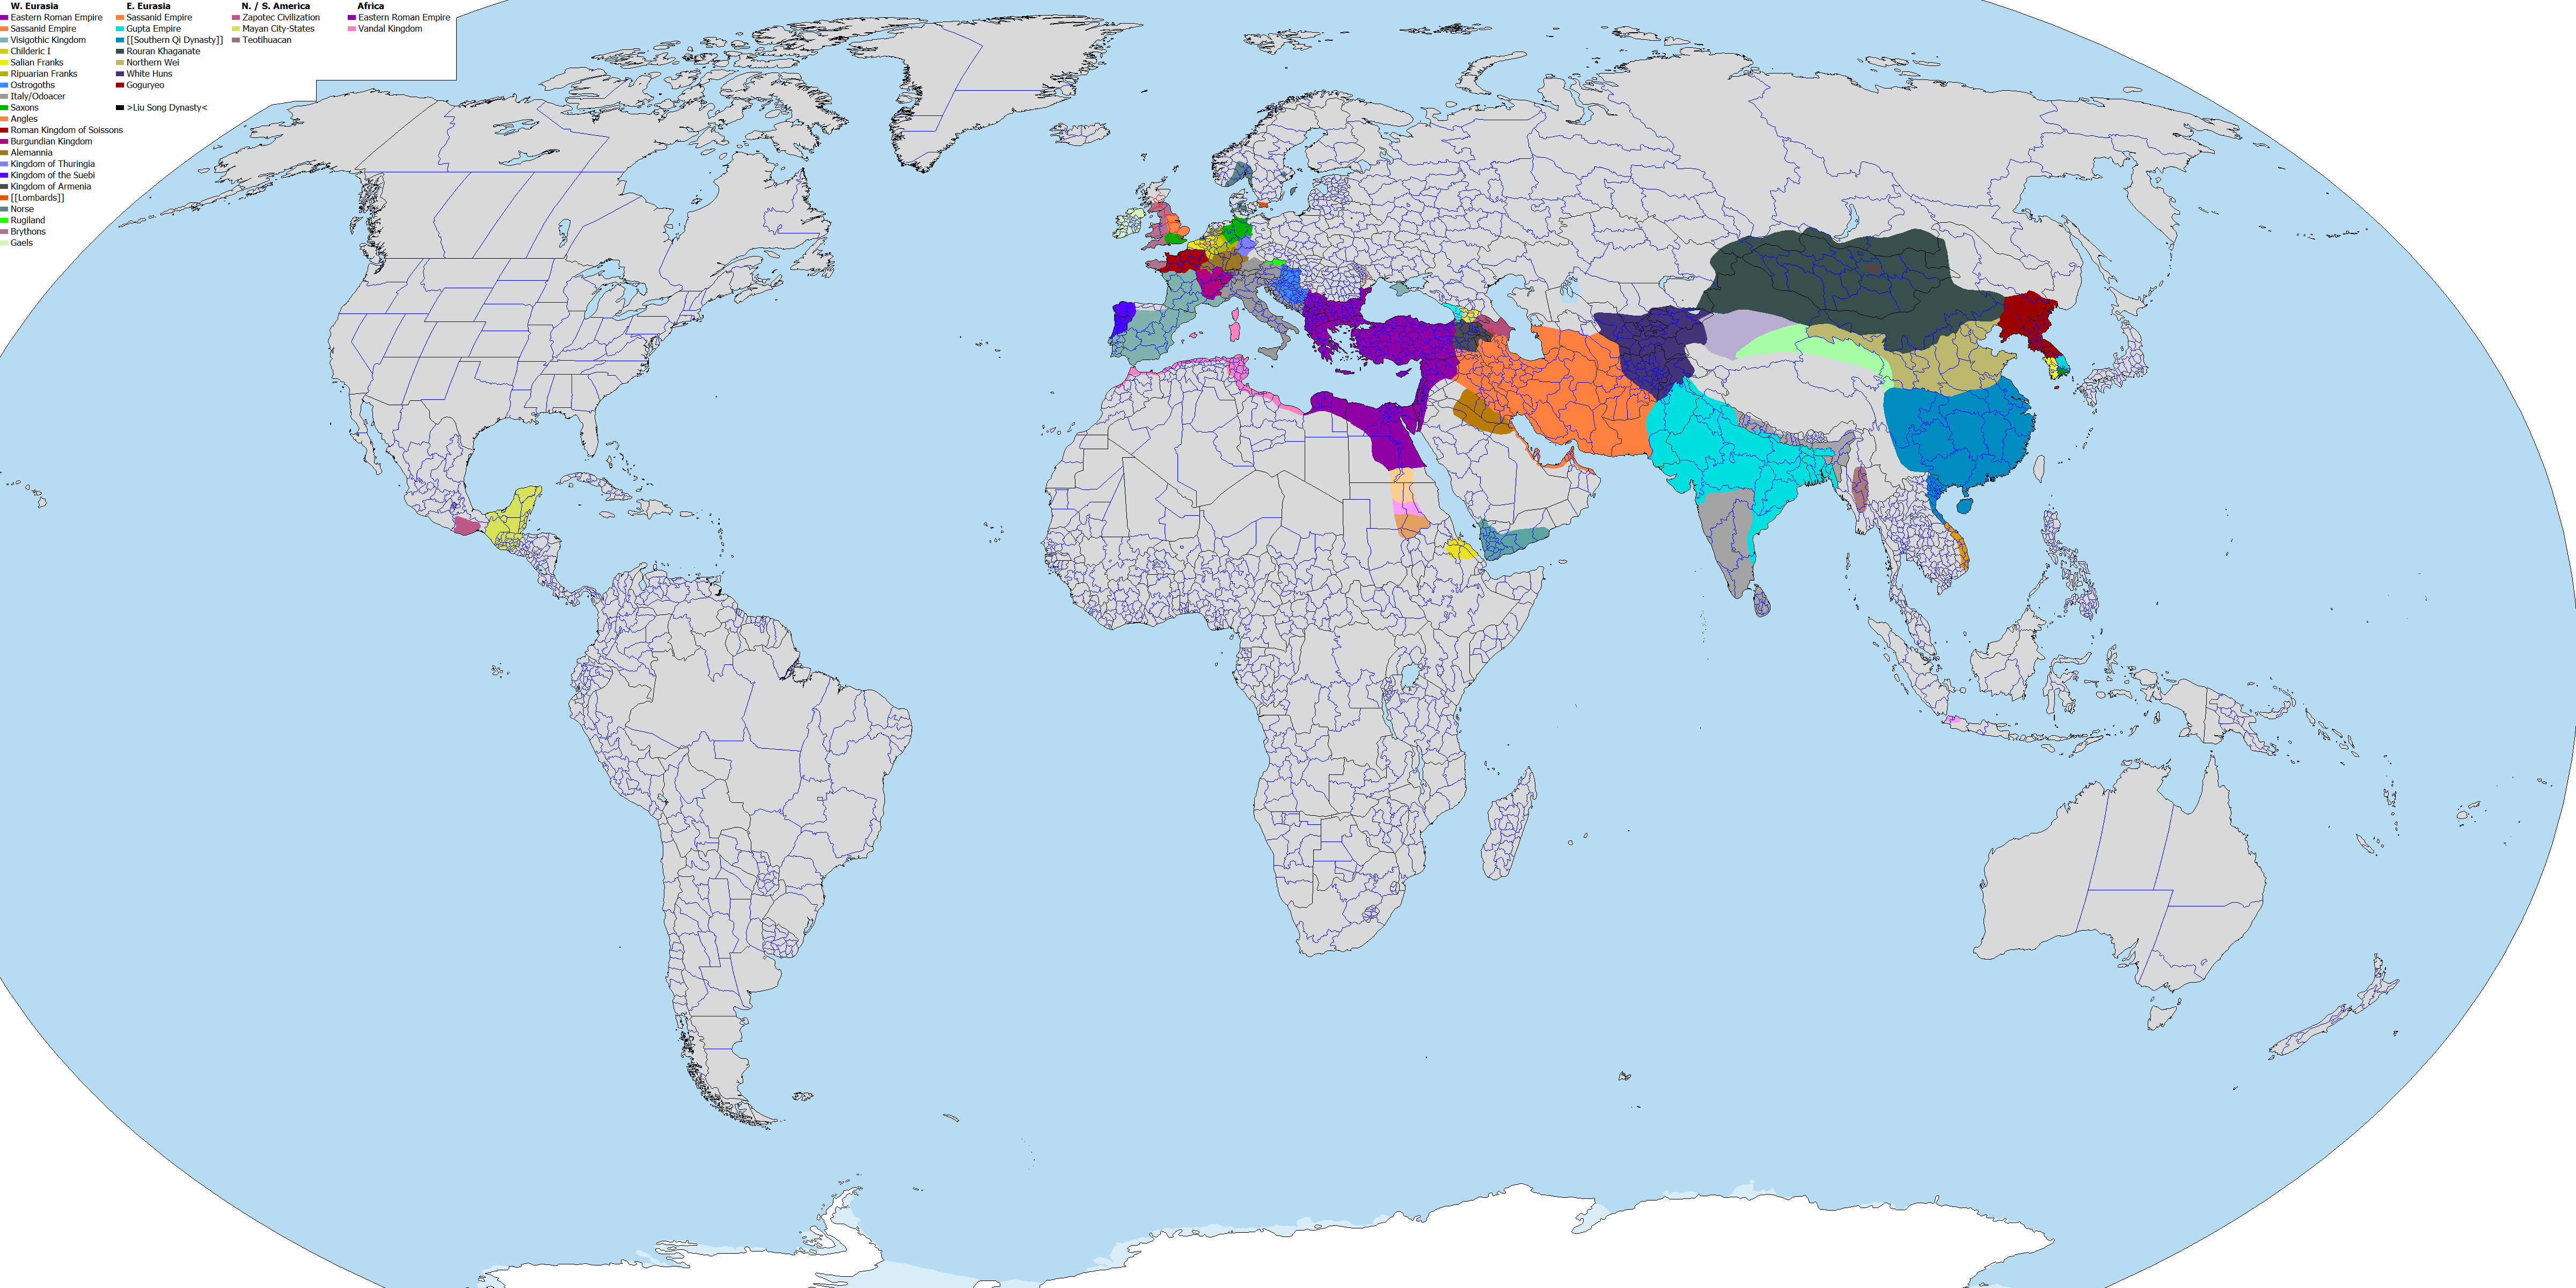 W. Eurasia
Eastern Roman Empire
Sassanid Empire
Visigothic Kingdom
Childeric I
Salian Franks
Ripuarian Franks
Ostrogoths
Italy/Odoacer
Saxons
Angles
Roman Kingdom of Soissons
Burgundian Kingdom
Alemannia
Kingdom of Thuringia
Kingdom of the Suebi
Kingdom of Armenia
[[Lombards]]
Norse
Rugiland
Brythons
Gaels
E. Eurasia
Sassanid Empire
Gupta Empire
[[Southern Qi Dynasty]]
Rouran Khaganate
Northern Wei
White Huns
Goguryeo
>Liu Song Dynasty<
N. / S. America
Zapotec Civilization
Mayan City-States
Teotihuacan
Africa
Eastern Roman Empire
Vandal Kingdom